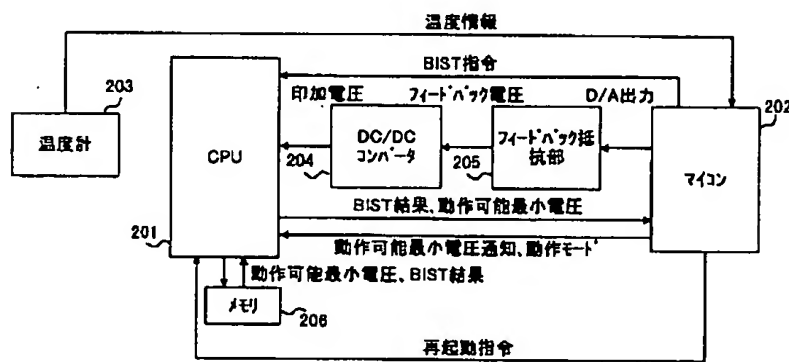 温度情報
BIST指令
203
印加電圧
フィードバック電圧
D/A出力
202
温度計
CPU
DC/DC
コンバータ
204
フィードバック抵
抗部
205
マイコン
BIST結果、動作可能最小電圧
201
動作可能最小電圧通知、動作モード
動作可能最小電圧、BIST結果
メモリ
206
再起動指令